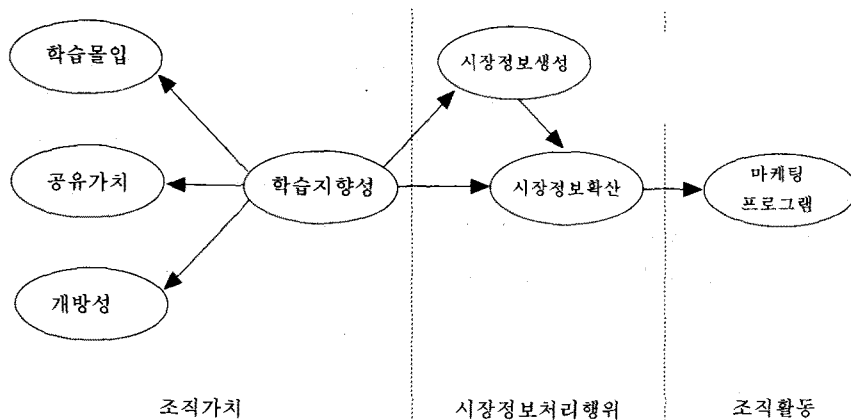 학습몰입
시장정보생성
공유가치
학습지향성
시장정보확산
마케팅
프로그램
개방성
조직가치
시장정보처리행위
조직활동